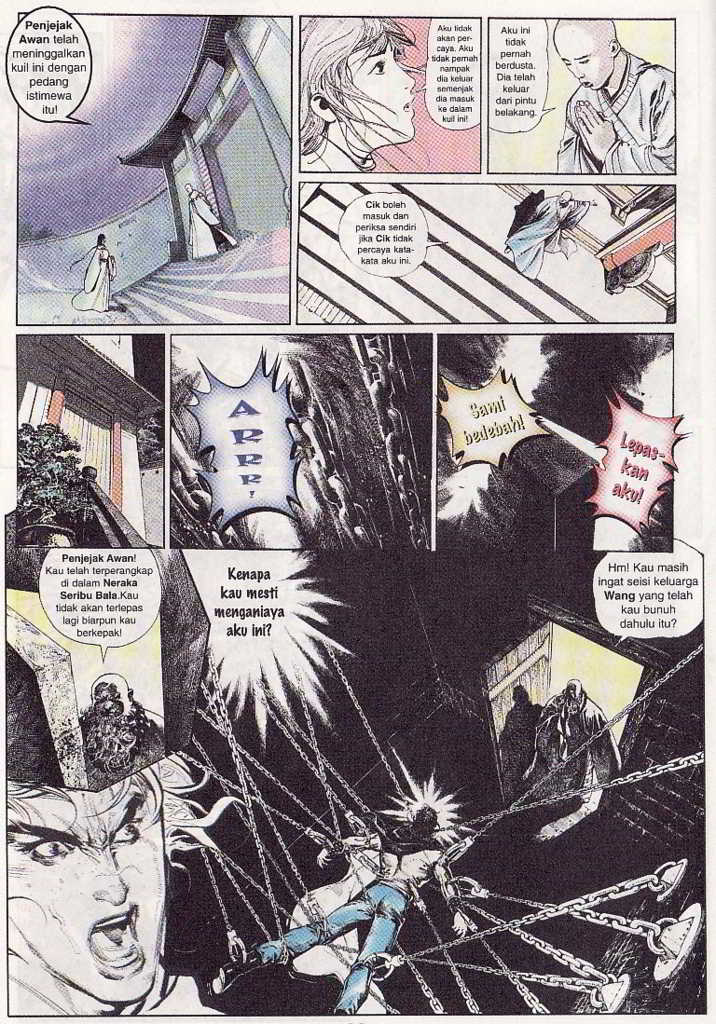 Penjejak
Awan telah
meninggalkan
kuil ini dengan
pedang
istimewa
itu!
Aku tidak
akan per-
caya. Aku
tidak pernah
nampak
dia keluar
semenjak
dia masuk
ke dalam
kuil ini!
Aku ini
tidak
pernah
berdusta.
Dia telah
keluar
dari pintu
belakang.
Cik boleh
masuk dan
periksa sendiri
jika Cik tidak
percaya kata-
kata aku ini.
ARRR!
Sami
bedebah!
Lepas-
kan
aku!
Penjejak Awan!
Kau telah terperangkap
di dalam Neraka
Seribu Bala.Kau
tidak akan terlepas
lagi biarpun kau
berkepak!
Kenapa
kau mesti
menganiaya
aku ini?
Hm! Kau masih
ingat seisi keluarga
Wang yang telah
kau bunuh
dahulu itu?